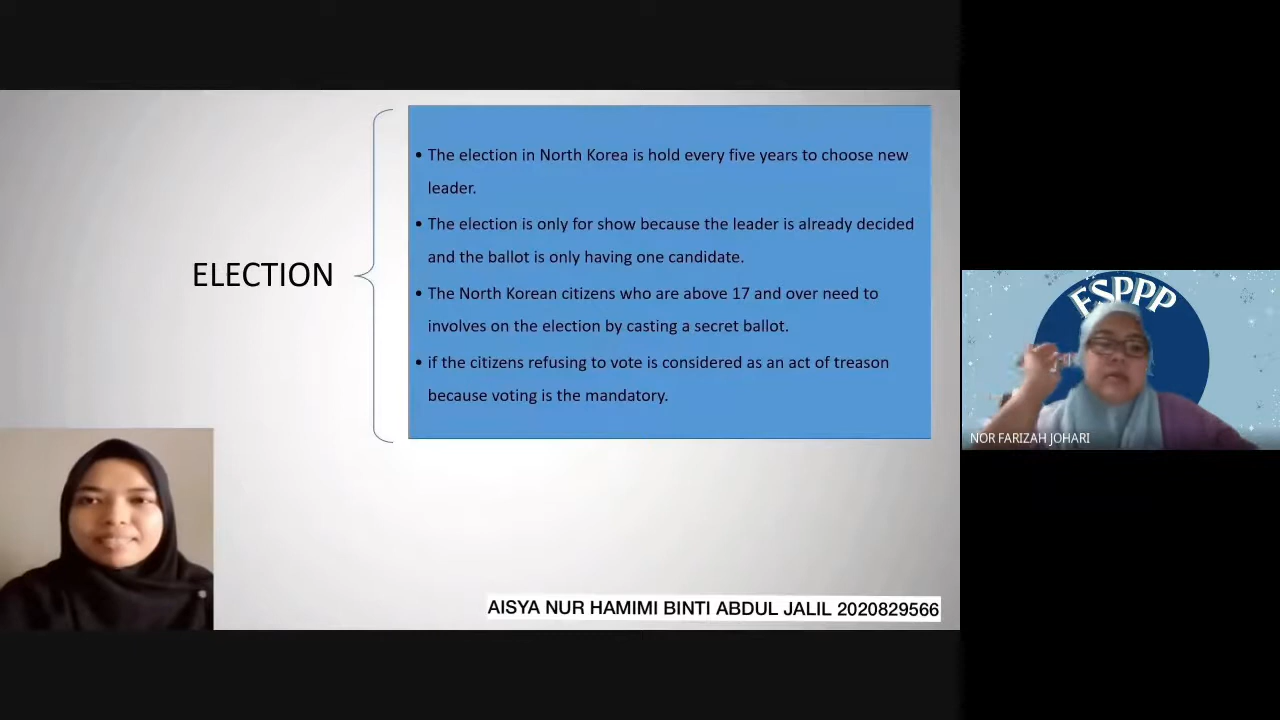 ELECTION
• The election in North Korea is hold every five years to choose new
leader.
• The election is only for show because the leader is already decided
and the ballot is only having one candidate.
• The North Korean citizens who are above 17 and over need to
involves on the election by casting a secret ballot.
• if the citizens refusing to vote is considered as an act of treason
because voting is the mandatory.
AISYA NUR HAMIMI BINTI ABDUL JALIL 2020829566
FSPPP
NOR FARIZAH JOHARI